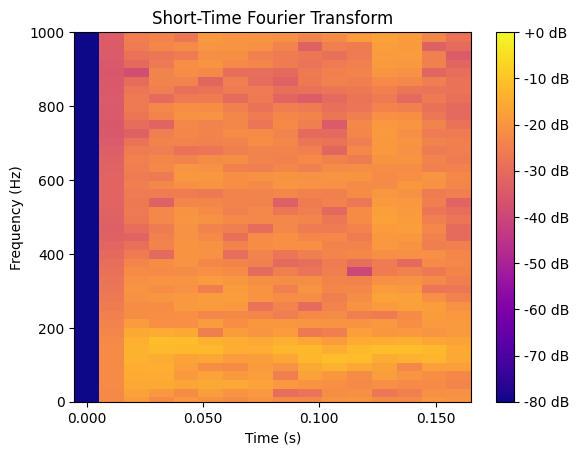 Short-Time Fourier Transform
1000
800
600
400
200
0
Frequency (Hz)
0.000
0.050
0.100
0.150
Time (s)
+0 dB
-10 dB
-20 dB
-30 dB
-40 dB
-50 dB
-60 dB
-70 dB
-80 dB